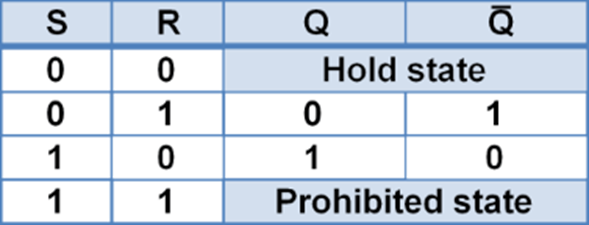 S R Q Q̅
0 0 Hold state
0 1 0 1
1 0 1 0
1 1 Prohibited state